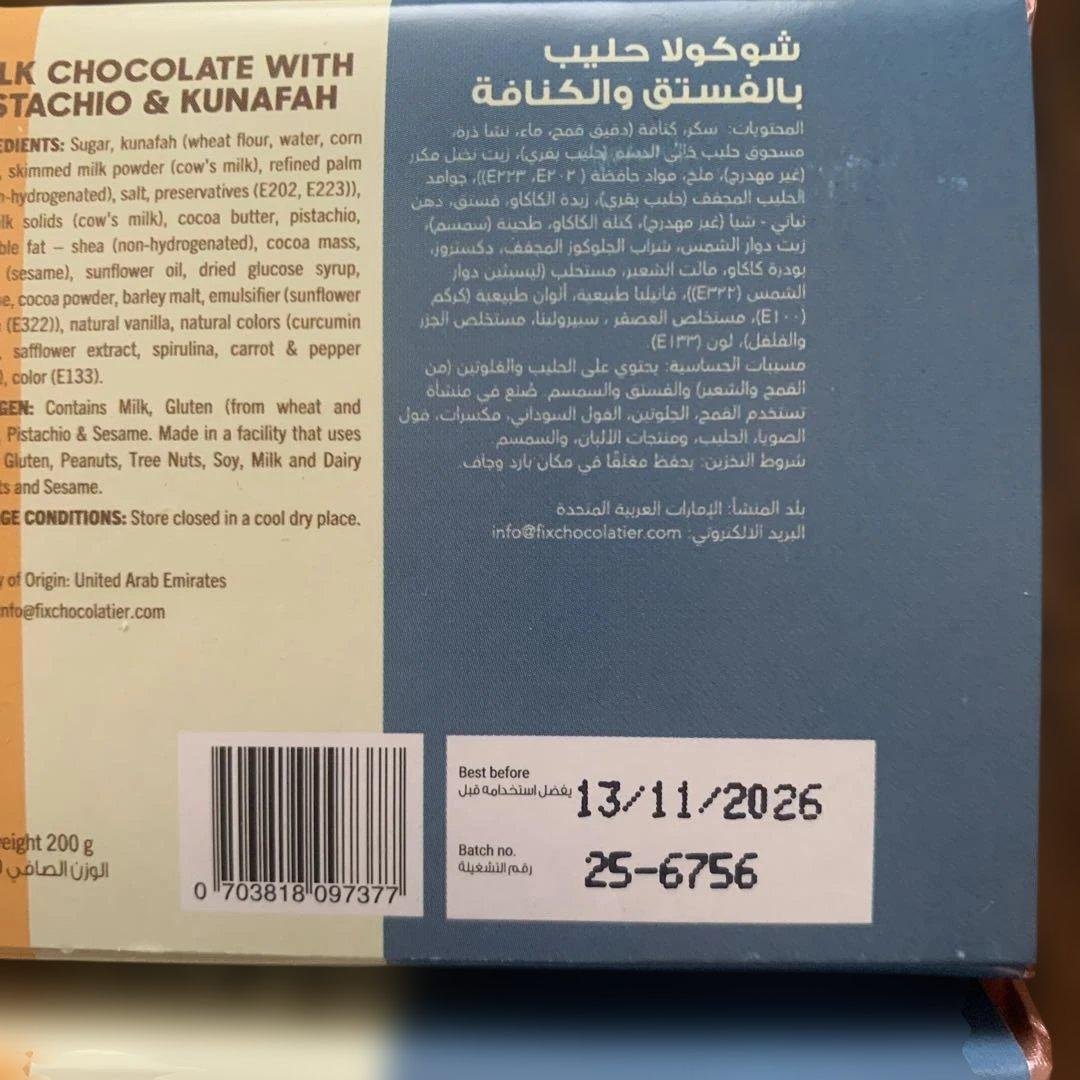 LK CHOCOLATE WITH
STACHIO & KUNAFAH
EDIENTS: Sugar, kunafah (wheat flour, water, corn
, skimmed milk powder (cow's milk), refined palm
n-hydrogenated), salt, preservatives (E202, E223)),
lk solids (cow's milk), cocoa butter, pistachio,
ble fat – shea (non-hydrogenated), cocoa mass,
(sesame), sunflower oil, dried glucose syrup,
e, cocoa powder, barley malt, emulsifier (sunflower
(E322)), natural vanilla, natural colors (curcumin
, safflower extract, spirulina, carrot & pepper
), color (E133).
GEN: Contains Milk, Gluten (from wheat and
, Pistachio & Sesame. Made in a facility that uses
Gluten, Peanuts, Tree Nuts, Soy, Milk and Dairy
ts and Sesame.
GE CONDITIONS: Store closed in a cool dry place.
y of Origin: United Arab Emirates
info@fixchocolatier.com
eight 200 g
الوزن الصافي
0 703818 097377
شوكولا حليب
بالفستق والكنافة
المحتويات: سكر، كنافة (دقيق قمح، ماء، نشا ذرة،
مسحوق حليب خالي الدسم (حليب بقري)، زيت نخيل مكرر
(غير مهدرج)، ملح، مواد حافظة (E٢٠٢، E٢٢٣))، جوامد
الحليب المجفف (حليب بقري)، زبدة الكاكاو، فستق، دهن
نباتي - شيا (غير مهدرج)، كتلة الكاكاو، طحينة (سمسم)،
زيت دوار الشمس، شراب الجلوكوز المجفف، دكستروز،
بودرة كاكاو، مالت الشعير، مستحلب (ليسيثين دوار
الشمس (E٣٢٢))، فانيليا طبيعية، ألوان طبيعية (كركم
(E١٠٠)، مستخلص العصفر، سبيرولينا، مستخلص الجزر
والفلفل)، لون (E١٣٣).
مسببات الحساسية: يحتوي على الحليب والغلوتين (من
القمح والشعير) والفستق والسمسم. صُنع في منشأة
تستخدم القمح، الجلوتين، الفول السوداني، مكسرات، فول
الصويا، الحليب، ومنتجات الألبان، والسمسم.
شروط التخزين: يحفظ مغلقًا في مكان بارد وجاف.
بلد المنشأ: الإمارات العربية المتحدة
البريد الالكتروني: info@fixchocolatier.com
Best before
يفضل استخدامه قبل
13/11/2026
Batch no.
رقم التشغيلة
25-6756